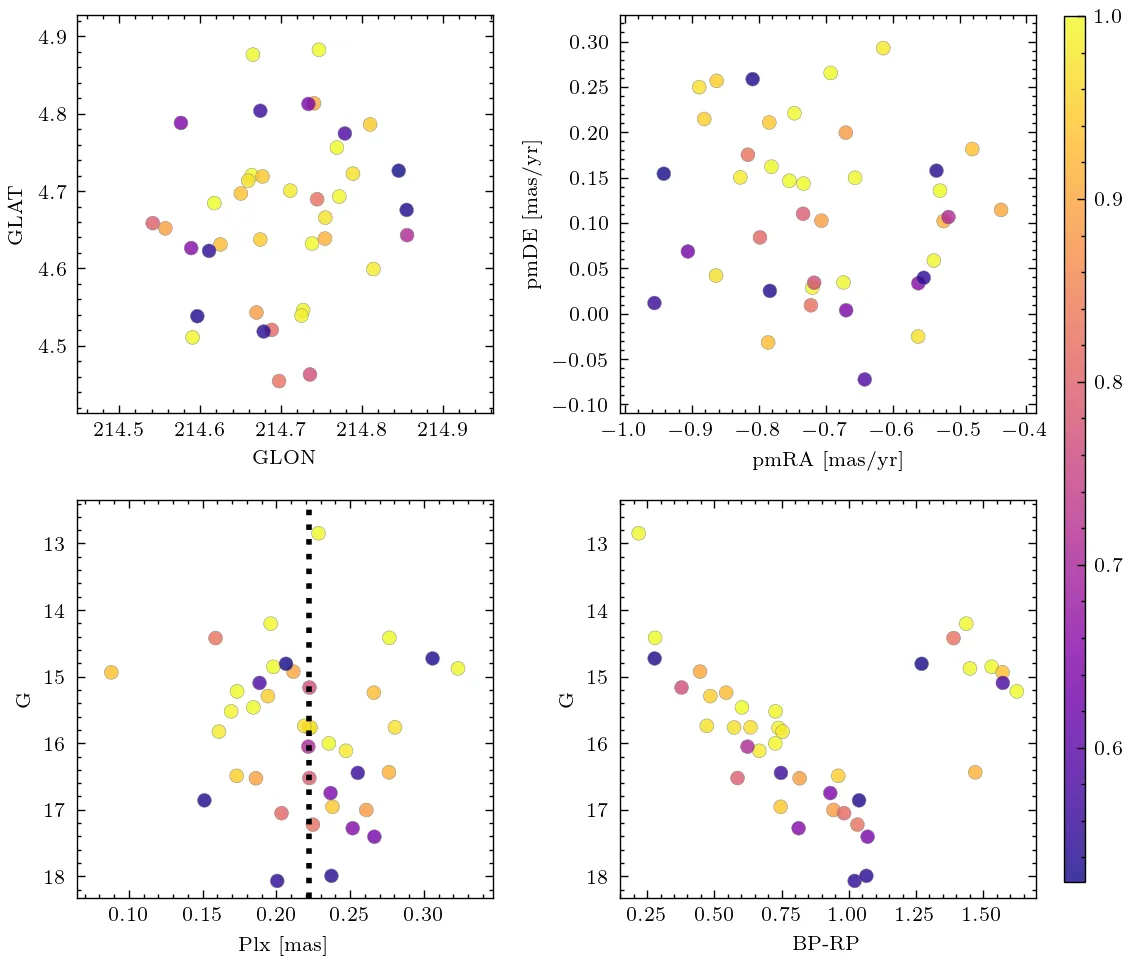 4.9
4.8
4.7
4.6
4.5
GLAT
214.5 214.6 214.7 214.8 214.9
GLON
0.30
0.25
0.20
0.15
0.10
0.05
0.00
−0.05
−0.10
pmDE [mas/yr]
−1.0 −0.9 −0.8 −0.7 −0.6 −0.5 −0.4
pmRA [mas/yr]
1.0
0.9
0.8
0.7
0.6
13
14
15
16
17
18
G
0.10 0.15 0.20 0.25 0.30
Plx [mas]
13
14
15
16
17
18
G
0.25 0.50 0.75 1.00 1.25 1.50
BP-RP